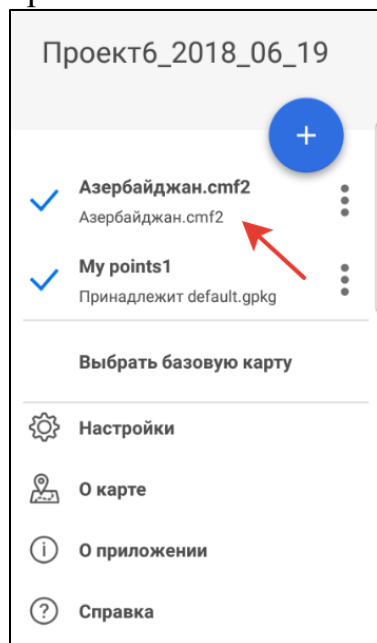 Проект6_2018_06_19
+
Азербайджан.cmf2
Азербайджан.cmf2
My points1
Принадлежит default.gpkg
Выбрать базовую карту
Настройки
О карте
i О приложении
? Справка